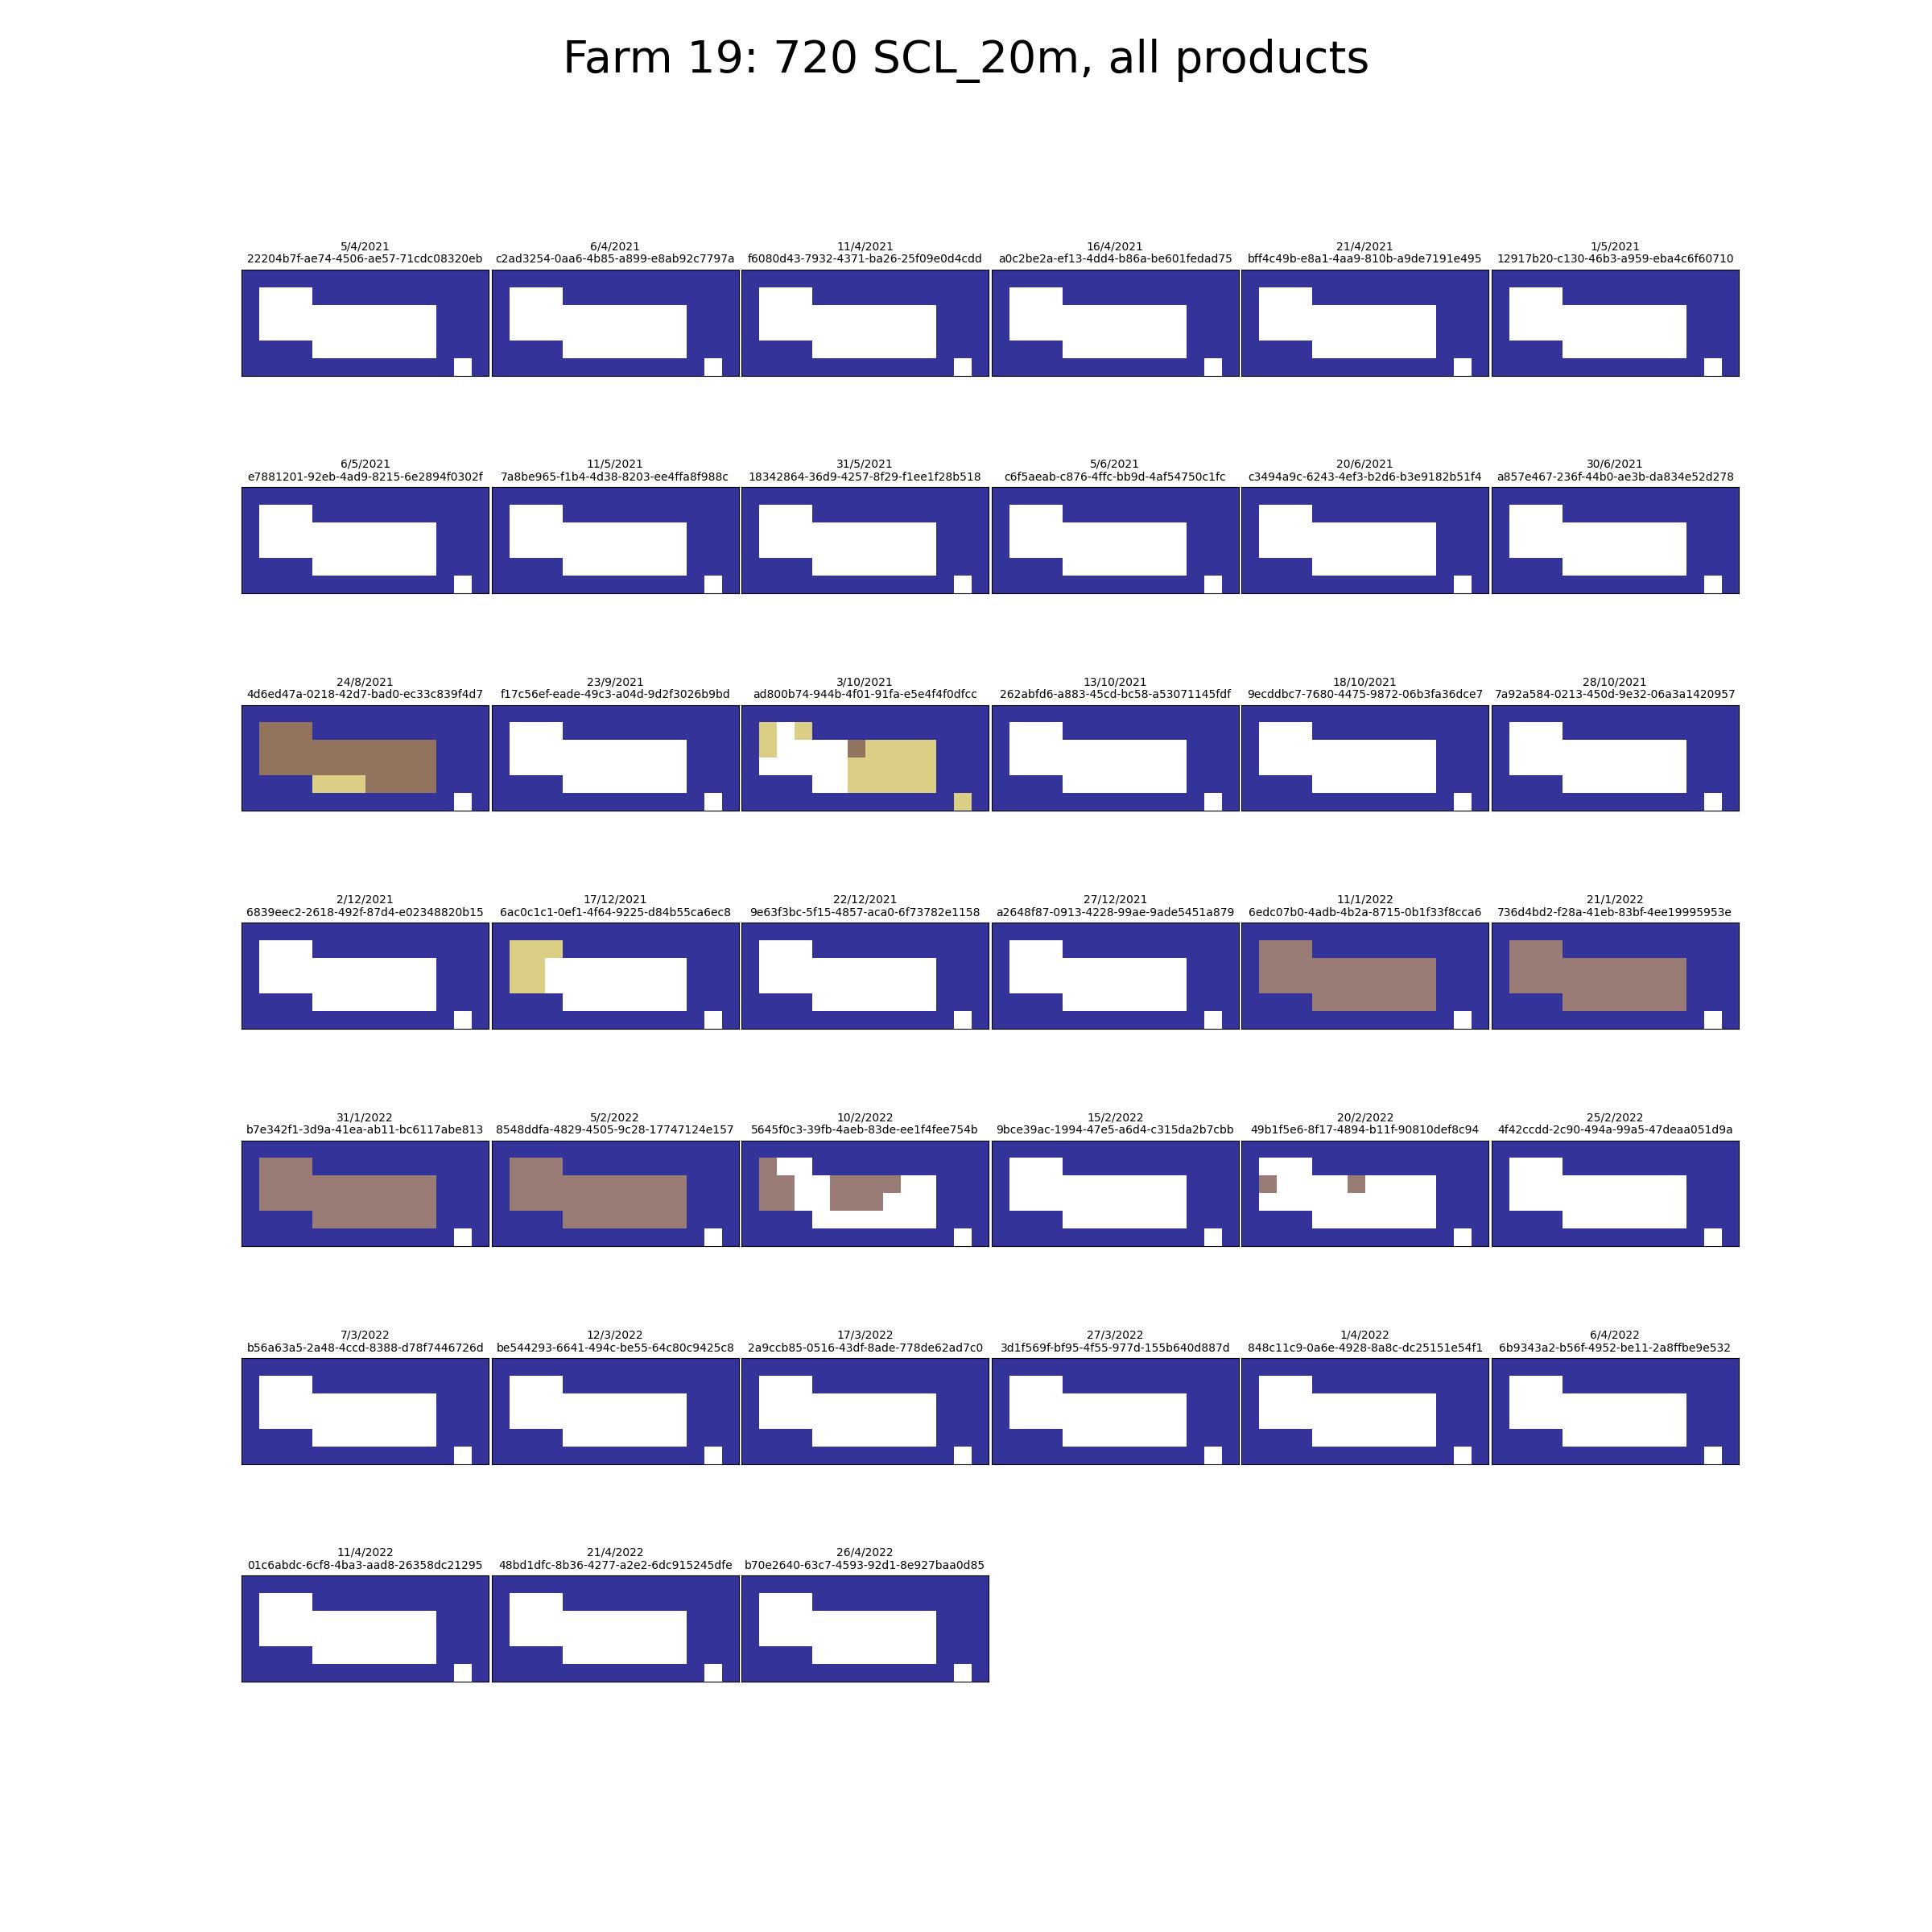 Farm 19: 720 SCL_20m, all products
5/4/2021
22204b7f-ae74-4506-ae57-71cdc08320eb
6/4/2021
c2ad3254-0aa6-4b85-a899-e8ab92c7797a
11/4/2021
f6080d43-7932-4371-ba26-25f09e0d4cdd
16/4/2021
a0c2be2a-ef13-4dd4-b86a-be601fedad75
21/4/2021
bff4c49b-e8a1-4aa9-810b-a9de7191e495
1/5/2021
12917b20-c130-46b3-a959-eba4c6f60710
6/5/2021
e7881201-92eb-4ad9-8215-6e2894f0302f
11/5/2021
7a8be965-f1b4-4d38-8203-ee4ffa8f988c
31/5/2021
18342864-36d9-4257-8f29-f1ee1f28b518
5/6/2021
c6f5aeab-c876-4ffc-bb9d-4af54750c1fc
20/6/2021
c3494a9c-6243-4ef3-b2d6-b3e9182b51f4
30/6/2021
a857e467-236f-44b0-ae3b-da834e52d278
24/8/2021
4d6ed47a-0218-42d7-bad0-ec33c839f4d7
23/9/2021
f17c56ef-eade-49c3-a04d-9d2f3026b9bd
3/10/2021
ad800b74-944b-4f01-91fa-e5e4f4f0dfcc
13/10/2021
262abfd6-a883-45cd-bc58-a53071145fdf
18/10/2021
9ecddbc7-7680-4475-9872-06b3fa36dce7
28/10/2021
7a92a584-0213-450d-9e32-06a3a1420957
2/12/2021
6839eec2-2618-492f-87d4-e02348820b15
17/12/2021
6ac0c1c1-0ef1-4f64-9225-d84b55ca6ec8
22/12/2021
9e63f3bc-5f15-4857-aca0-6f73782e1158
27/12/2021
a2648f87-0913-4228-99ae-9ade5451a879
11/1/2022
6edc07b0-4adb-4b2a-8715-0b1f33f8cca6
21/1/2022
736d4bd2-f28a-41eb-83bf-4ee19995953e
31/1/2022
b7e342f1-3d9a-41ea-ab11-bc6117abe813
5/2/2022
8548ddfa-4829-4505-9c28-17747124e157
10/2/2022
5645f0c3-39fb-4aeb-83de-ee1f4fee754b
15/2/2022
9bce39ac-1994-47e5-a6d4-c315da2b7cbb
20/2/2022
49b1f5e6-8f17-4894-b11f-90810def8c94
25/2/2022
4f42ccdd-2c90-494a-99a5-47deaa051d9a
7/3/2022
b56a63a5-2a48-4ccd-8388-d78f7446726d
12/3/2022
be544293-6641-494c-be55-64c80c9425c8
17/3/2022
2a9ccb85-0516-43df-8ade-778de62ad7c0
27/3/2022
3d1f569f-bf95-4f55-977d-155b640d887d
1/4/2022
848c11c9-0a6e-4928-8a8c-dc25151e54f1
6/4/2022
6b9343a2-b56f-4952-be11-2a8ffbe9e532
11/4/2022
01c6abdc-6cf8-4ba3-aad8-26358dc21295
21/4/2022
48bd1dfc-8b36-4277-a2e2-6dc915245dfe
26/4/2022
b70e2640-63c7-4593-92d1-8e927baa0d85